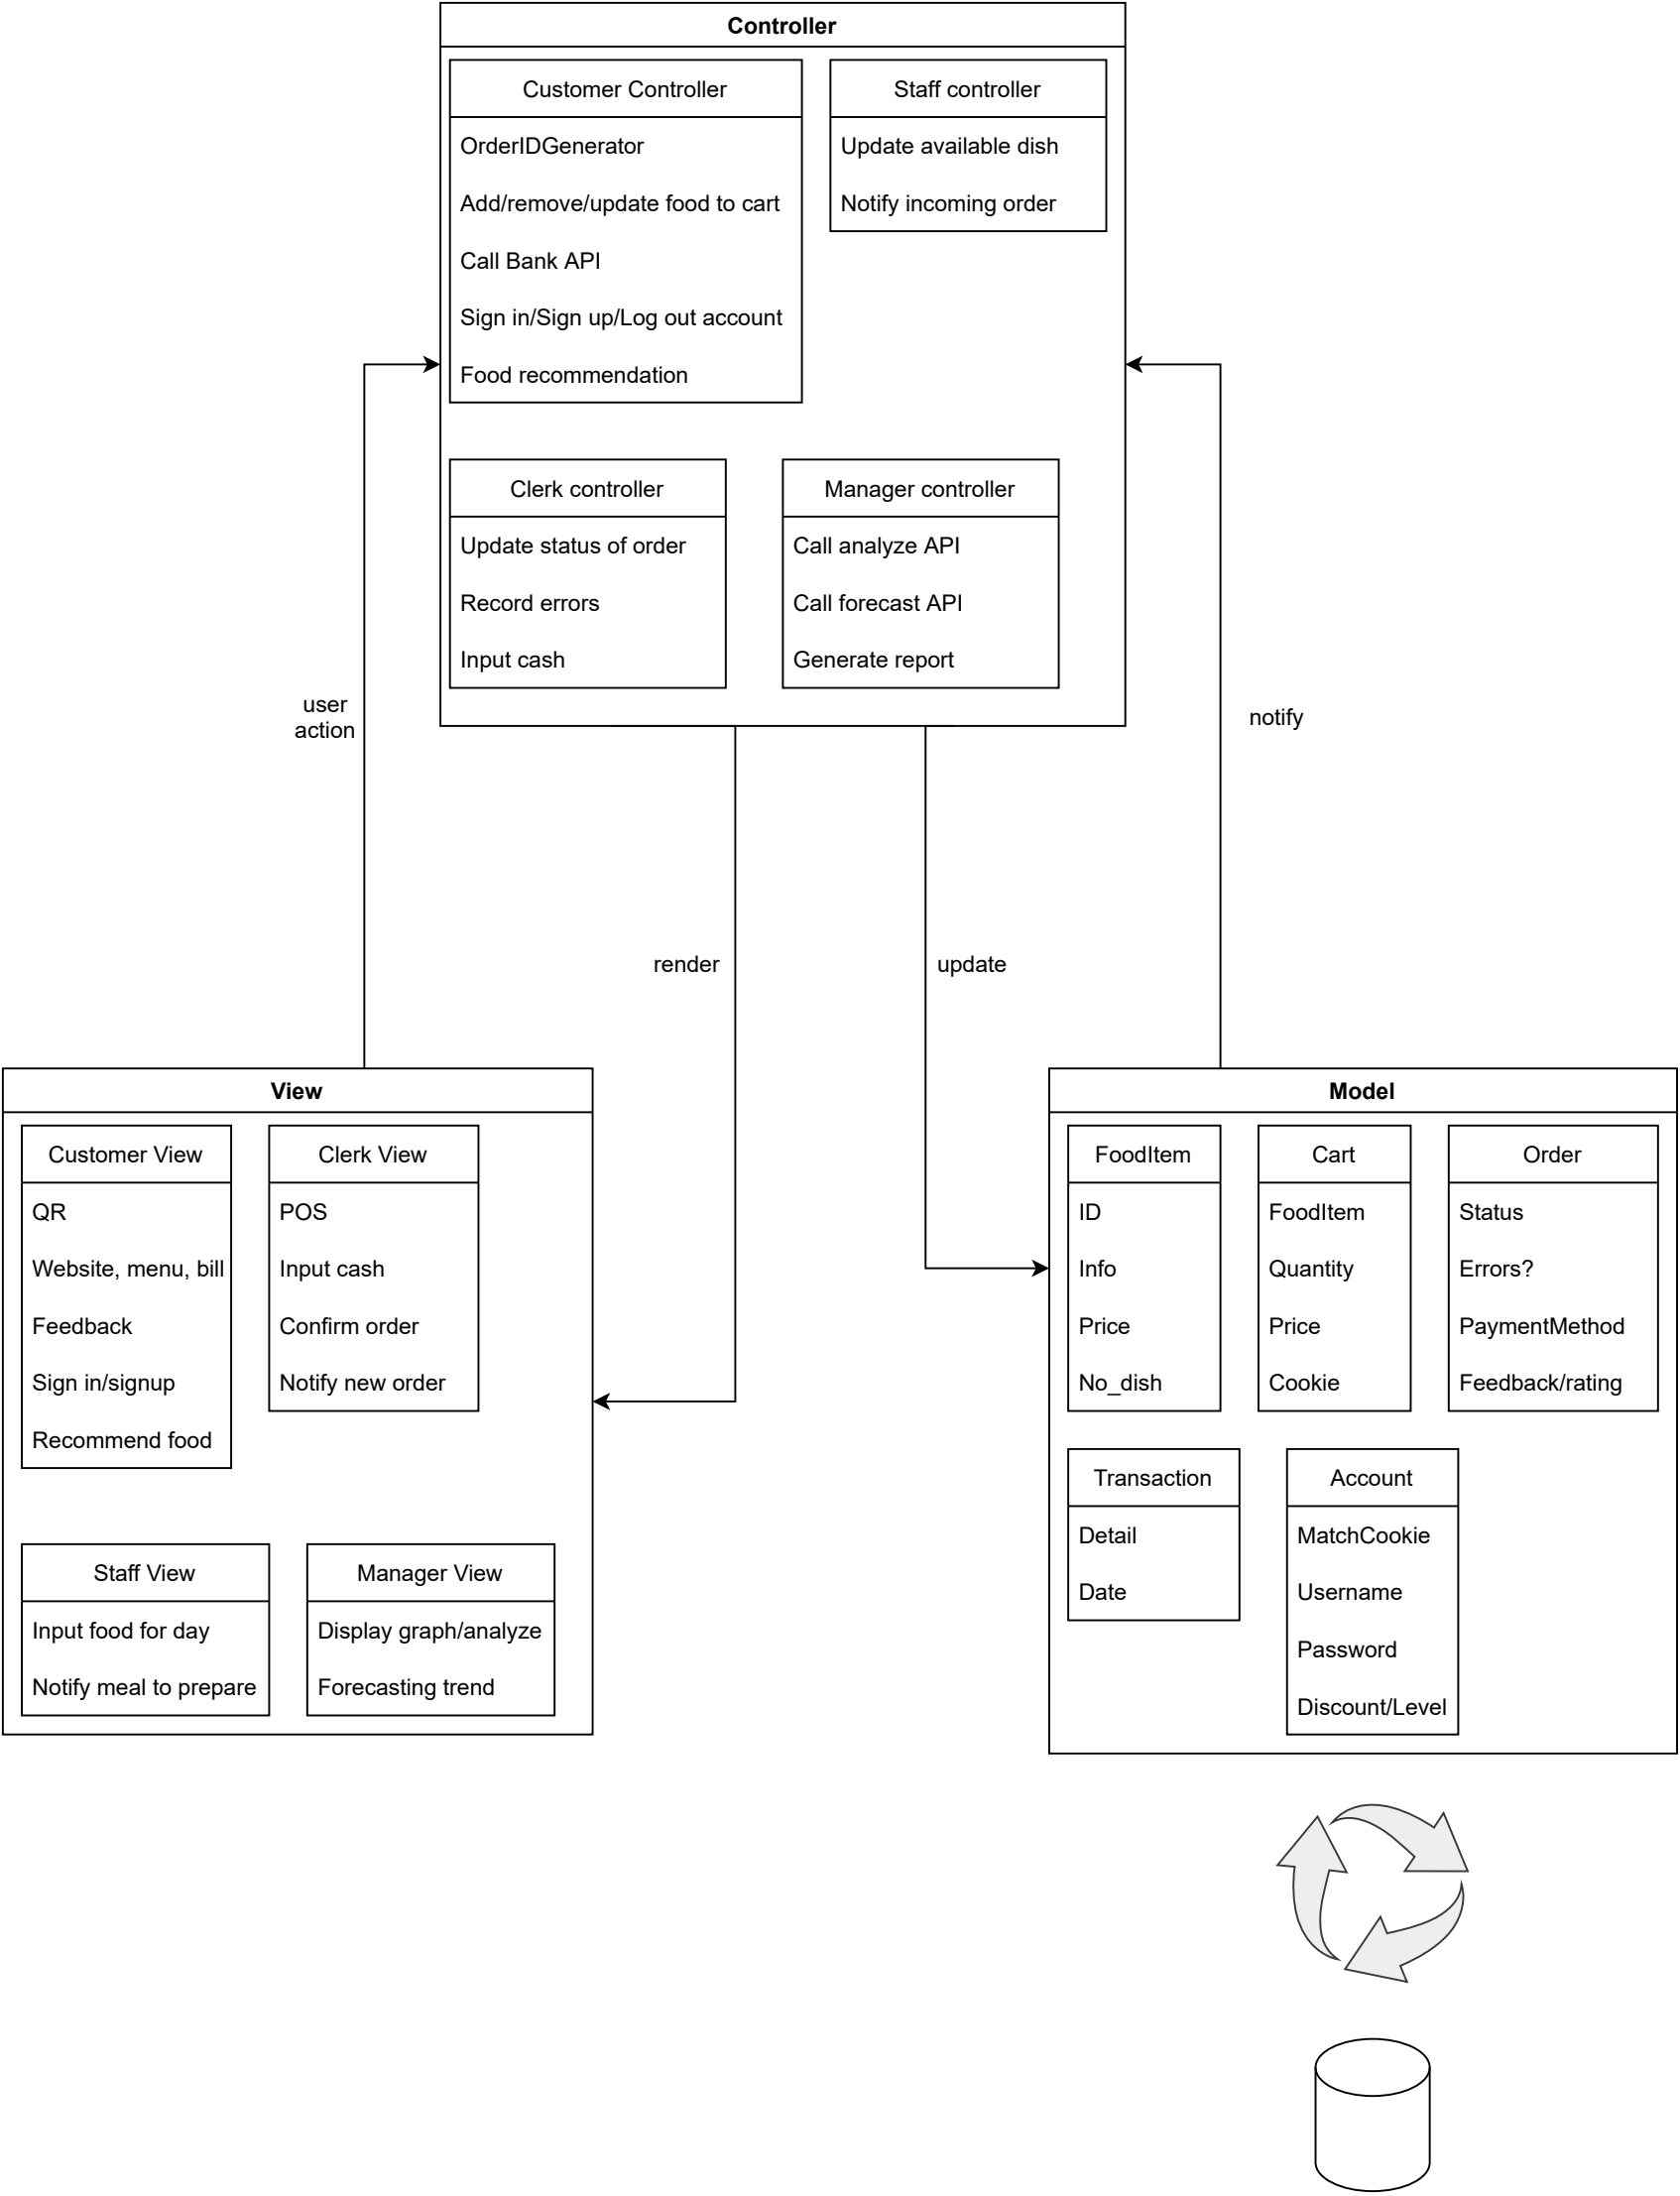 Controller
Customer Controller
OrderIDGenerator
Add/remove/update food to cart
Call Bank API
Sign in/Sign up/Log out account
Food recommendation
Staff controller
Update available dish
Notify incoming order
Clerk controller
Update status of order
Record errors
Input cash
Manager controller
Call analyze API
Call forecast API
Generate report
user
action
notify
render
update
View
Customer View
QR
Website, menu, bill
Feedback
Sign in/signup
Recommend food
Clerk View
POS
Input cash
Confirm order
Notify new order
Staff View
Input food for day
Notify meal to prepare
Manager View
Display graph/analyze
Forecasting trend
Model
FoodItem
ID
Info
Price
No_dish
Cart
FoodItem
Quantity
Price
Cookie
Order
Status
Errors?
PaymentMethod
Feedback/rating
Transaction
Detail
Date
Account
MatchCookie
Username
Password
Discount/Level